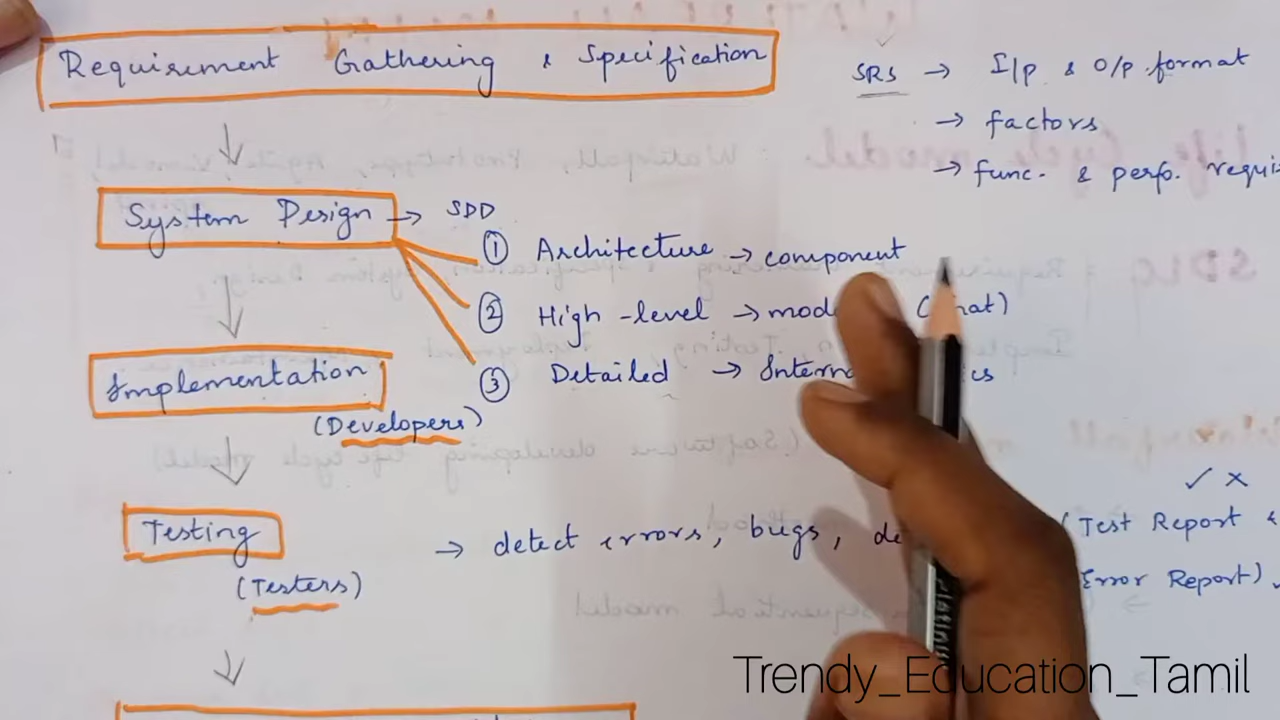 Requirement Gathering & Specification
SRS → I/p & O/p format
→ factors
→ func. & perfo.
System Design → SDD
① Architecture → component
② High-level →
③ Detailed →
Implementation
(Developers)
✓ ×
Testing → detect errors, bugs, (Test Report &
Error Report)
(Testers)
Trendy_Education_Tamil